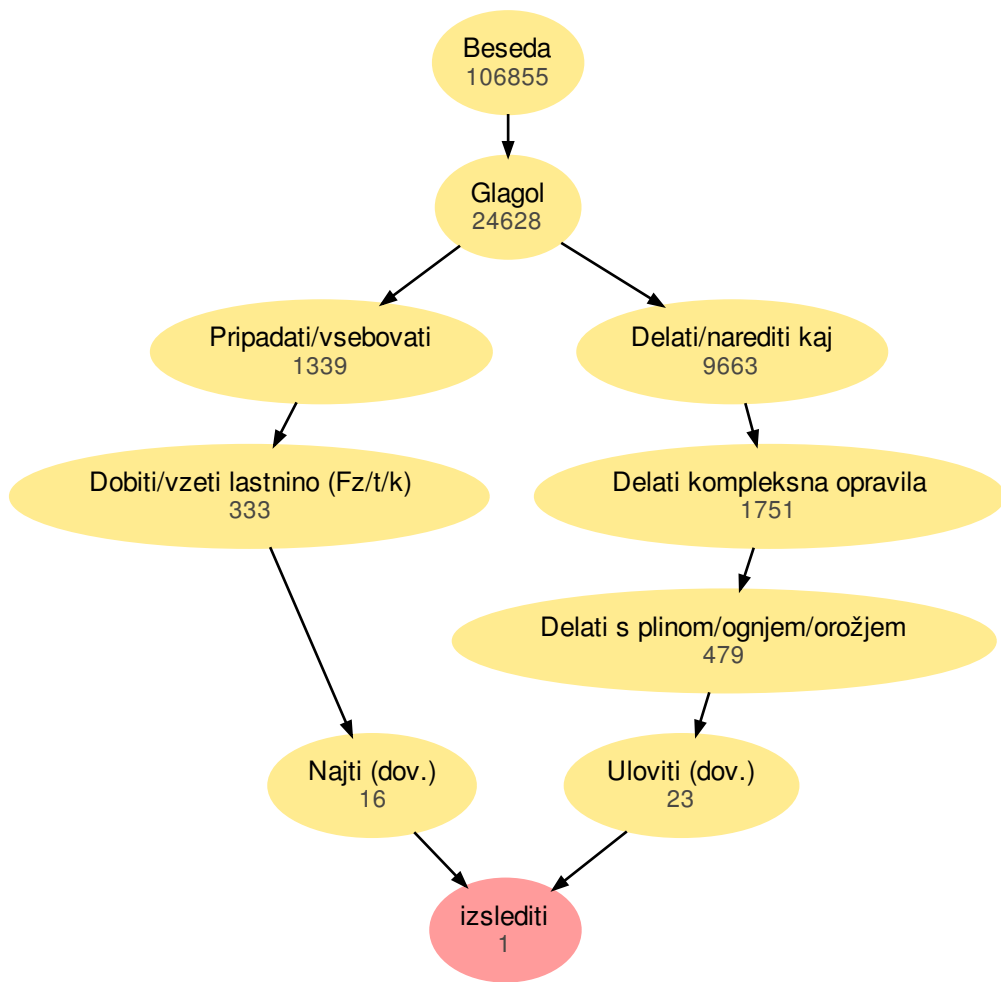 Beseda
106855
Glagol
24628
Pripadati/vsebovati
1339
Delati/narediti kaj
9663
Dobiti/vzeti lastnino (Fz/t/k)
333
Delati kompleksna opravila
1751
Delati s plinom/ognjem/orožjem
479
Najti (dov.)
16
Uloviti (dov.)
23
izslediti
1